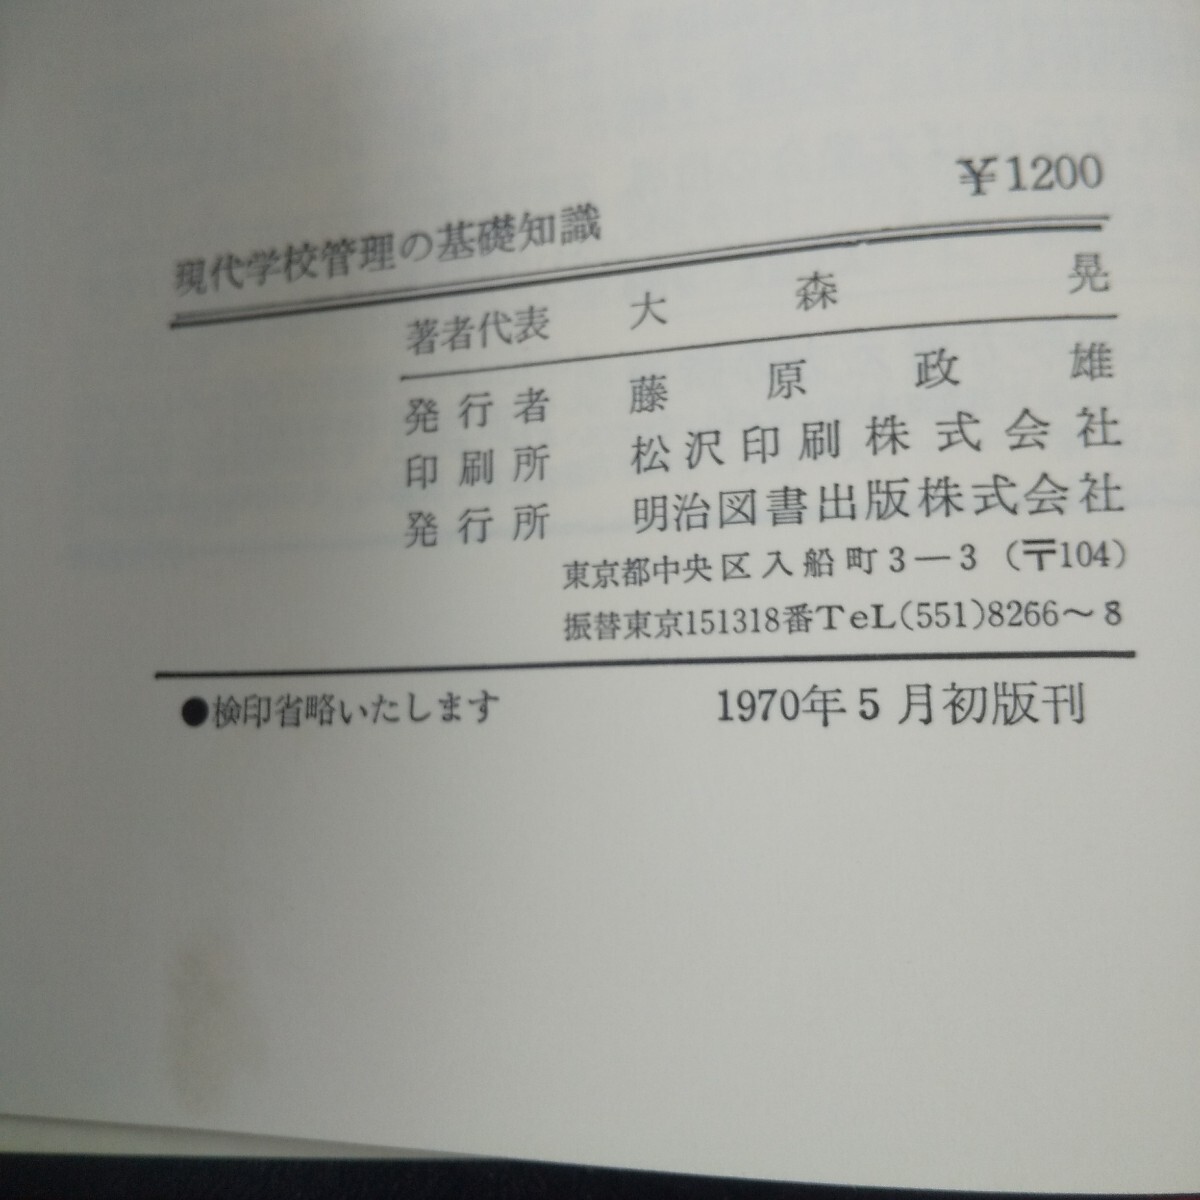 ¥1200
現代学校管理の基礎知識
著者代表 大森晃
発行者 藤原政雄
印刷所 松沢印刷株式会社
発行所 明治図書出版株式会社
東京都中央区入船町3―3(〒104)
振替東京151318番TeL(551)8266~8
●検印省略いたします 1970年5月初版刊